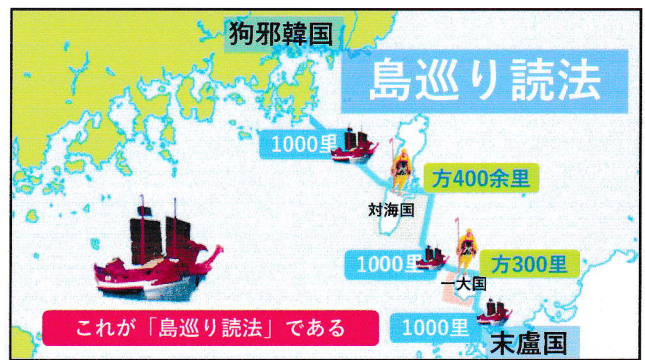 狗邪韓国
島巡り読法
1000里
方400余里
対海国
1000里
方300里
一大国
これが「島巡り読法」である
1000里
末盧国